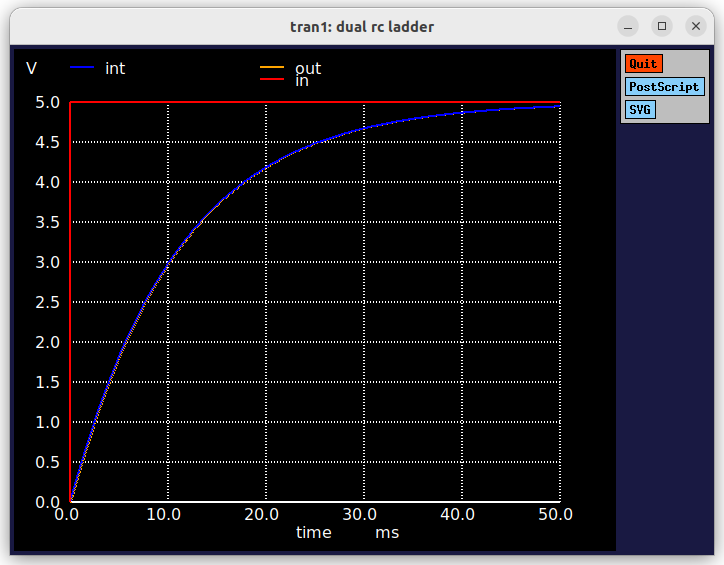 tran1: dual rc ladder
V
int
out
in
Quit
PostScript
SVG
5.0
4.5
4.0
3.5
3.0
2.5
2.0
1.5
1.0
0.5
0.0
0.0 10.0 20.0 30.0 40.0 50.0
time ms